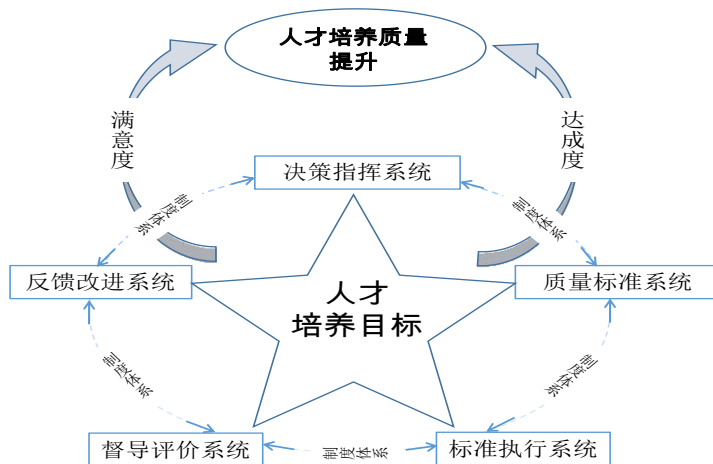 人才培养质量
提升
满意度
达成度
决策指挥系统
制度体系
制度体系
反馈改进系统
质量标准系统
人才
培养目标
制度体系
制度体系
督导评价系统
制度体系
标准执行系统